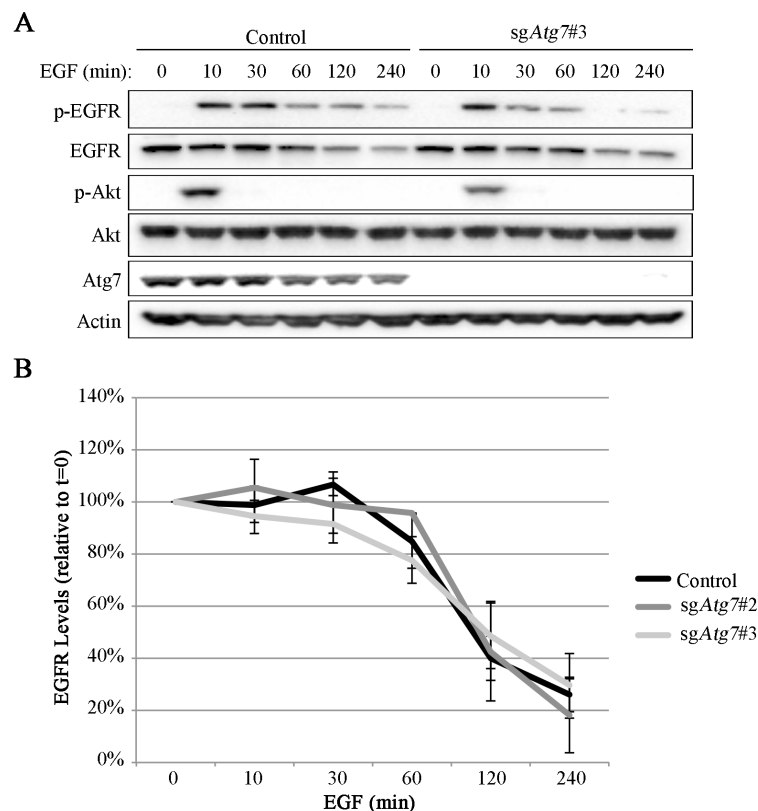 A
Control
sgAtg7#3
EGF (min): 0 10 30 60 120 240 0 10 30 60 120 240
p-EGFR
EGFR
p-Akt
Akt
Atg7
Actin
B
140%
120%
100%
80%
60%
40%
20%
0%
EGFR Levels (relative to t=0)
0 10 30 60 120 240
EGF (min)
Control
sgAtg7#2
sgAtg7#3